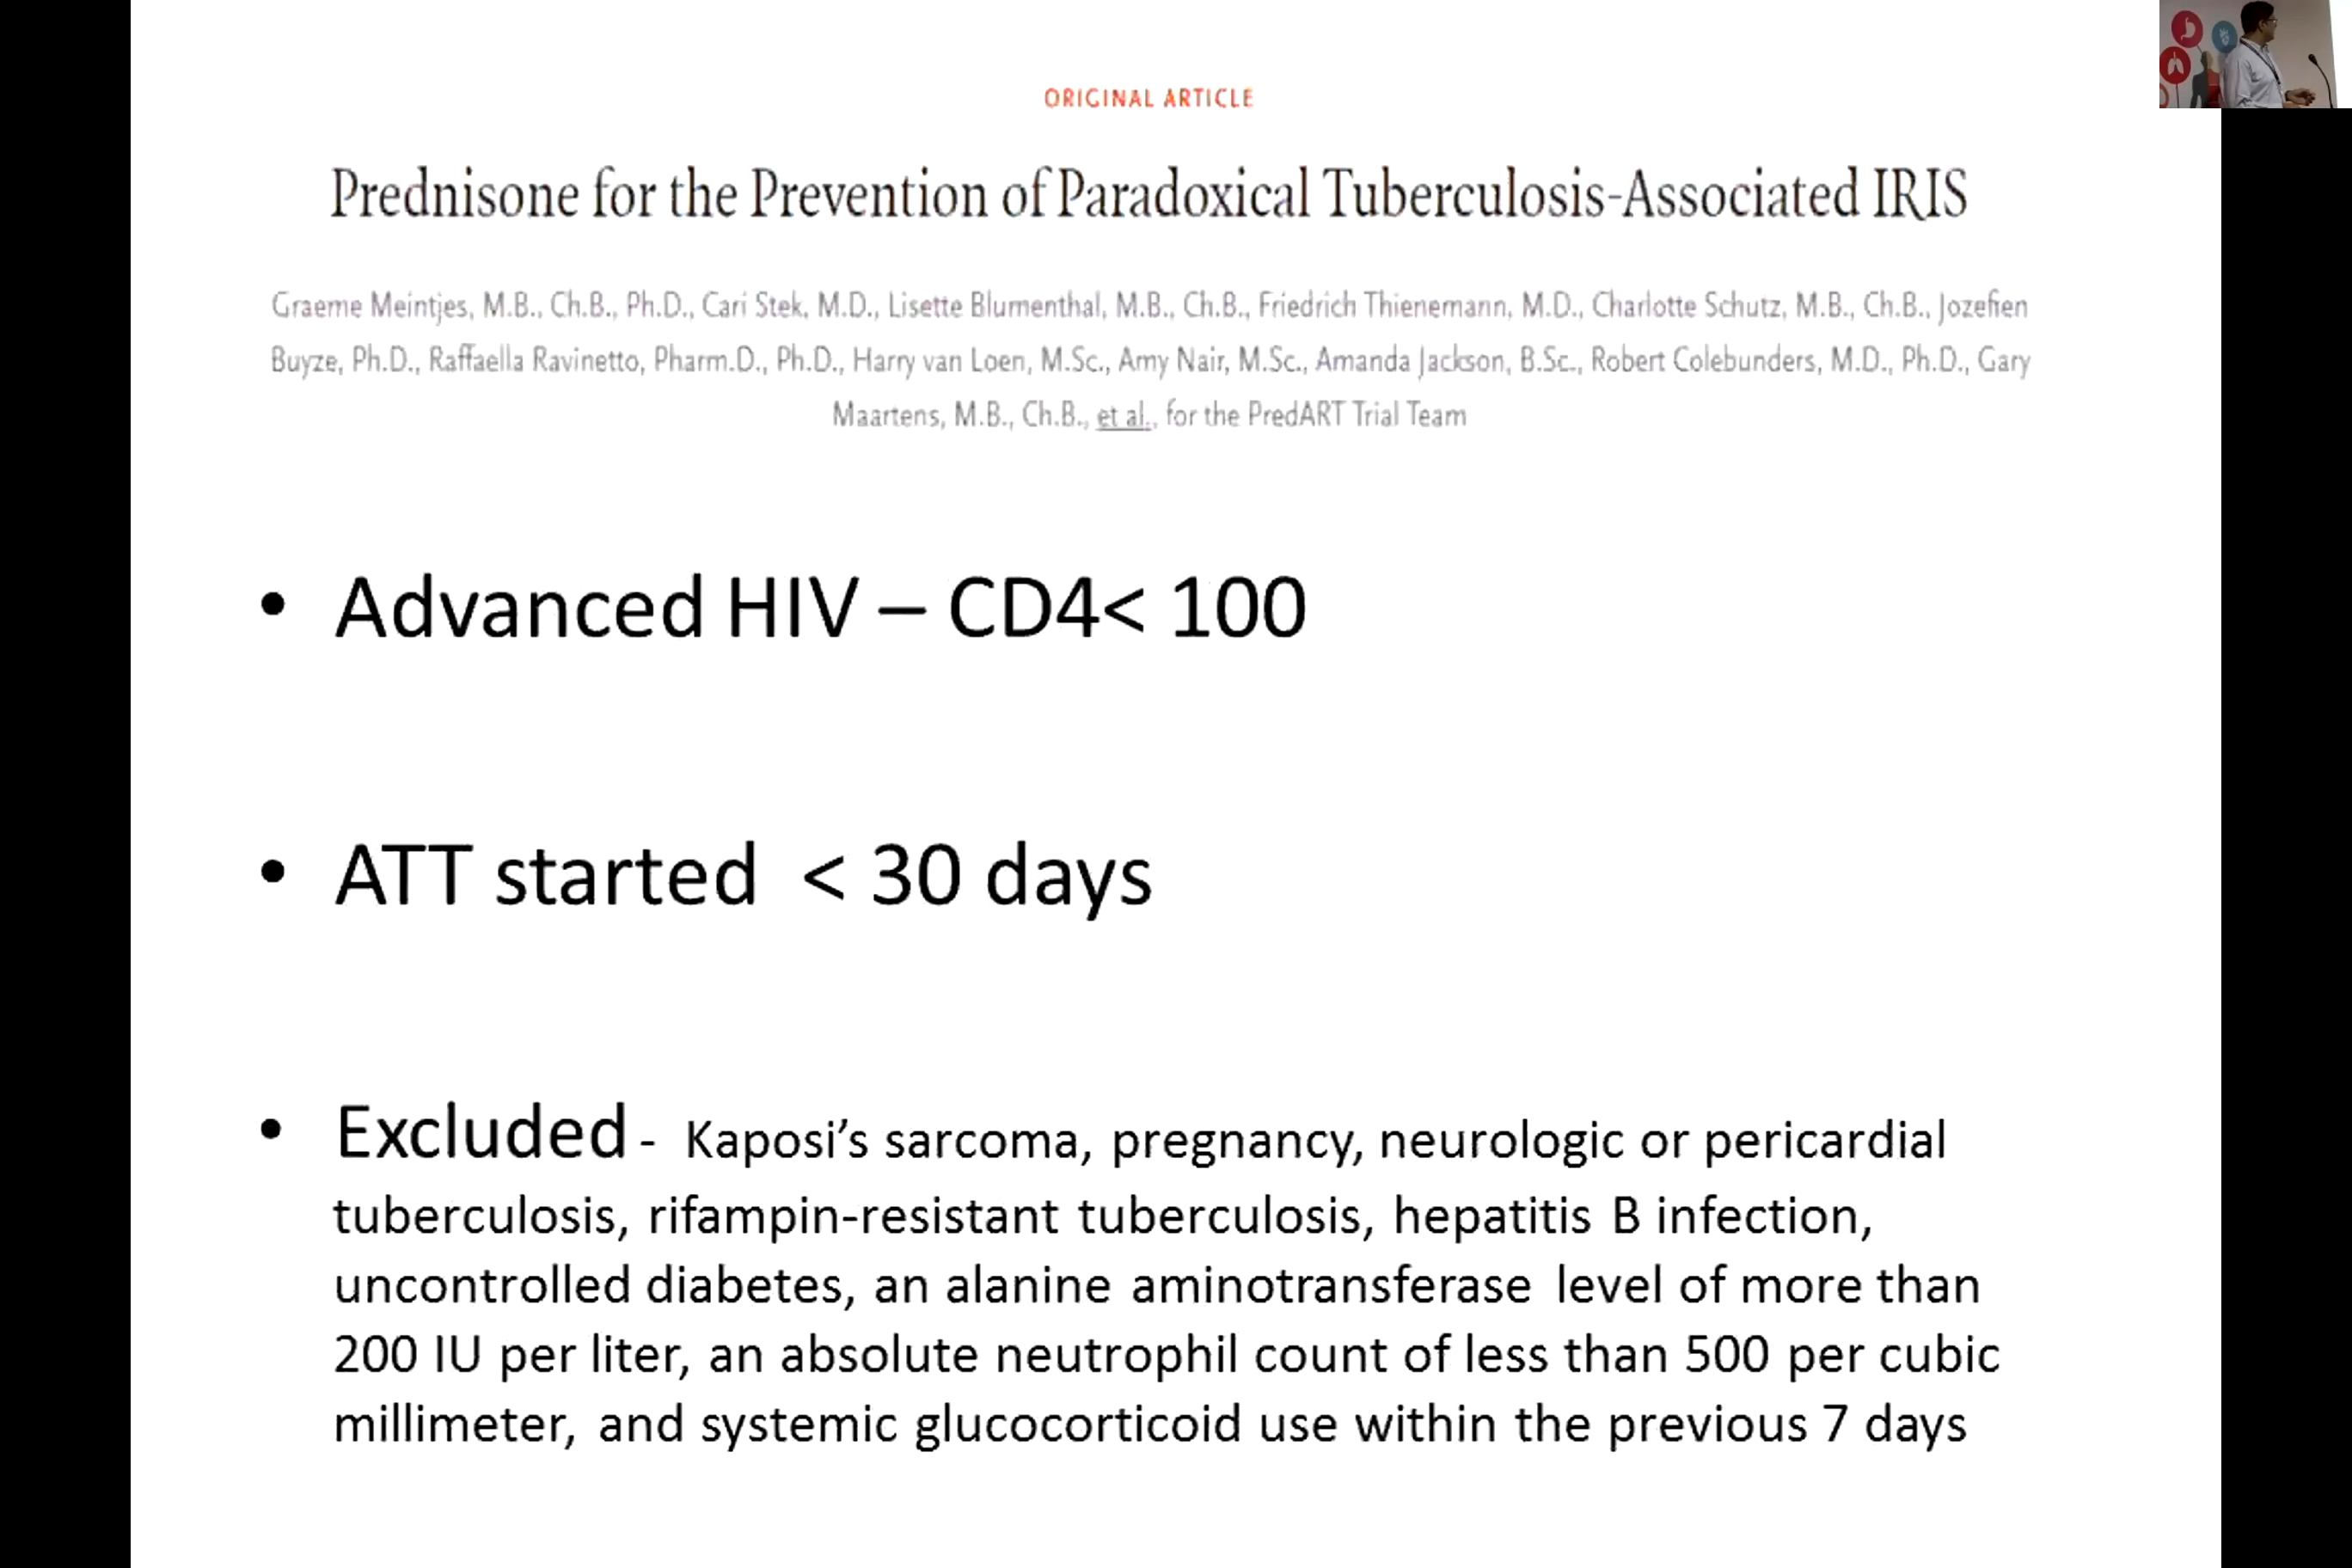 ORIGINAL ARTICLE
Prednisone for the Prevention of Paradoxical Tuberculosis-Associated IRIS
Graeme Meintjes, M.B., Ch.B., Ph.D., Cari Stek, M.D., Lisette Blumenthal, M.B., Ch.B., Friedrich Thienemann, M.D., Charlotte Schutz, M.B., Ch.B., Jozefien
Buyze, Ph.D., Raffaella Ravinetto, Pharm.D., Ph.D., Harry van Loen, M.Sc., Amy Nair, M.Sc., Amanda Jackson, B.Sc., Robert Colebunders, M.D., Ph.D., Gary
Maartens, M.B., Ch.B., et al., for the PredART Trial Team
• Advanced HIV – CD4< 100
• ATT started < 30 days
• Excluded - Kaposi’s sarcoma, pregnancy, neurologic or pericardial
tuberculosis, rifampin-resistant tuberculosis, hepatitis B infection,
uncontrolled diabetes, an alanine aminotransferase level of more than
200 IU per liter, an absolute neutrophil count of less than 500 per cubic
millimeter, and systemic glucocorticoid use within the previous 7 days